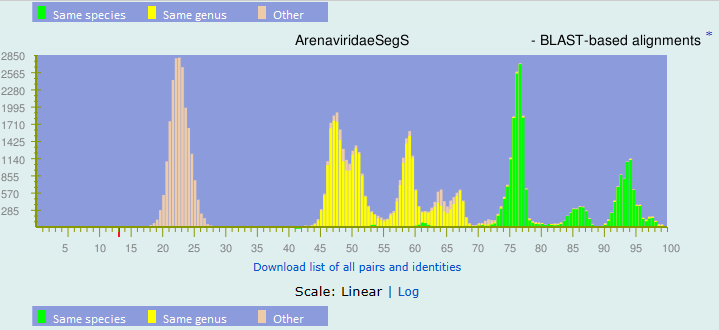 Same species Same genus Other
ArenaviridaeSegS - BLAST-based alignments *
2850
2565
2280
1995
1710
1425
1140
855
570
285
5 10 15 20 25 30 35 40 45 50 55 60 65 70 75 80 85 90 95 100
Download list of all pairs and identities
Scale: Linear | Log
Same species Same genus Other